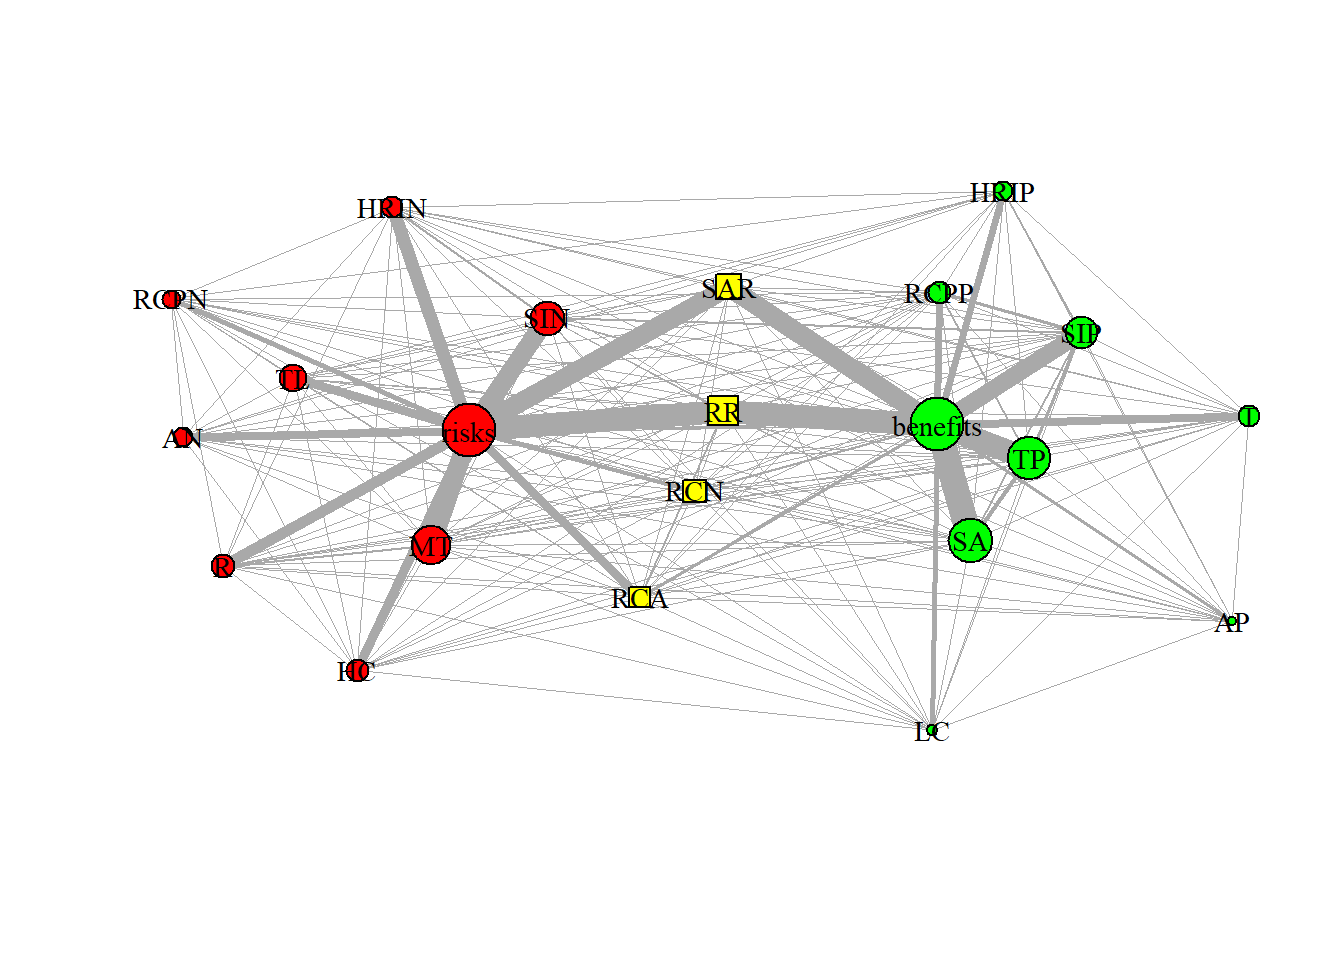 HRIP
HRIN
SAR
RCPP
RCPN
SIN
SIP
TL
RR
I
benefits
risks
AN
TP
RCN
SA
MT
R
RCA
AP
HC
LC